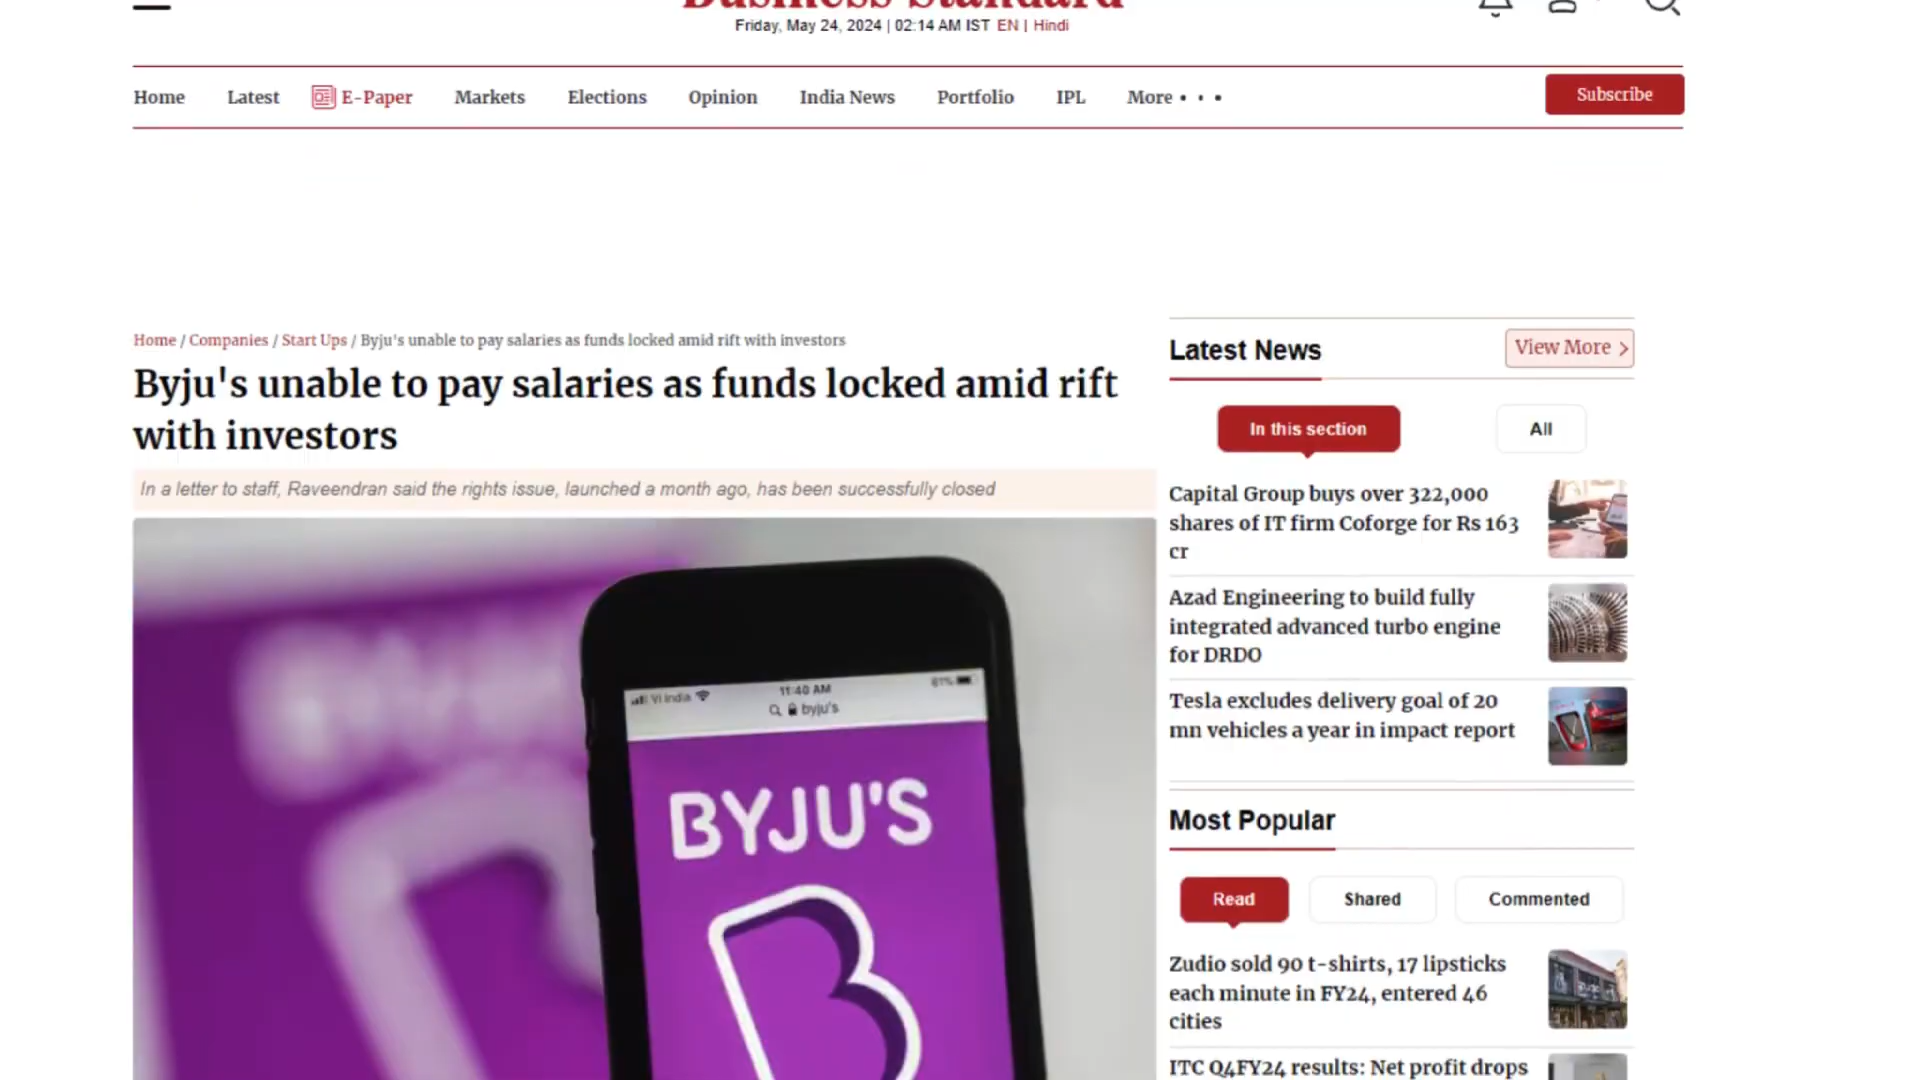 Business Standard
Friday, May 24, 2024 | 02:14 AM IST EN | Hindi
Home Latest E-Paper Markets Elections Opinion India News Portfolio IPL More • • •
Subscribe
Home / Companies / Start Ups / Byju's unable to pay salaries as funds locked amid rift with investors
Byju's unable to pay salaries as funds locked amid rift
with investors
In a letter to staff, Raveendran said the rights issue, launched a month ago, has been successfully closed
Vi India
11:40 AM
61%
byju's
BYJU'S
B
Latest News
View More >
In this section
All
Capital Group buys over 322,000
shares of IT firm Coforge for Rs 163
cr
Azad Engineering to build fully
integrated advanced turbo engine
for DRDO
Tesla excludes delivery goal of 20
mn vehicles a year in impact report
Most Popular
Read
Shared
Commented
Zudio sold 90 t-shirts, 17 lipsticks
each minute in FY24, entered 46
cities
ITC Q4FY24 results: Net profit drops